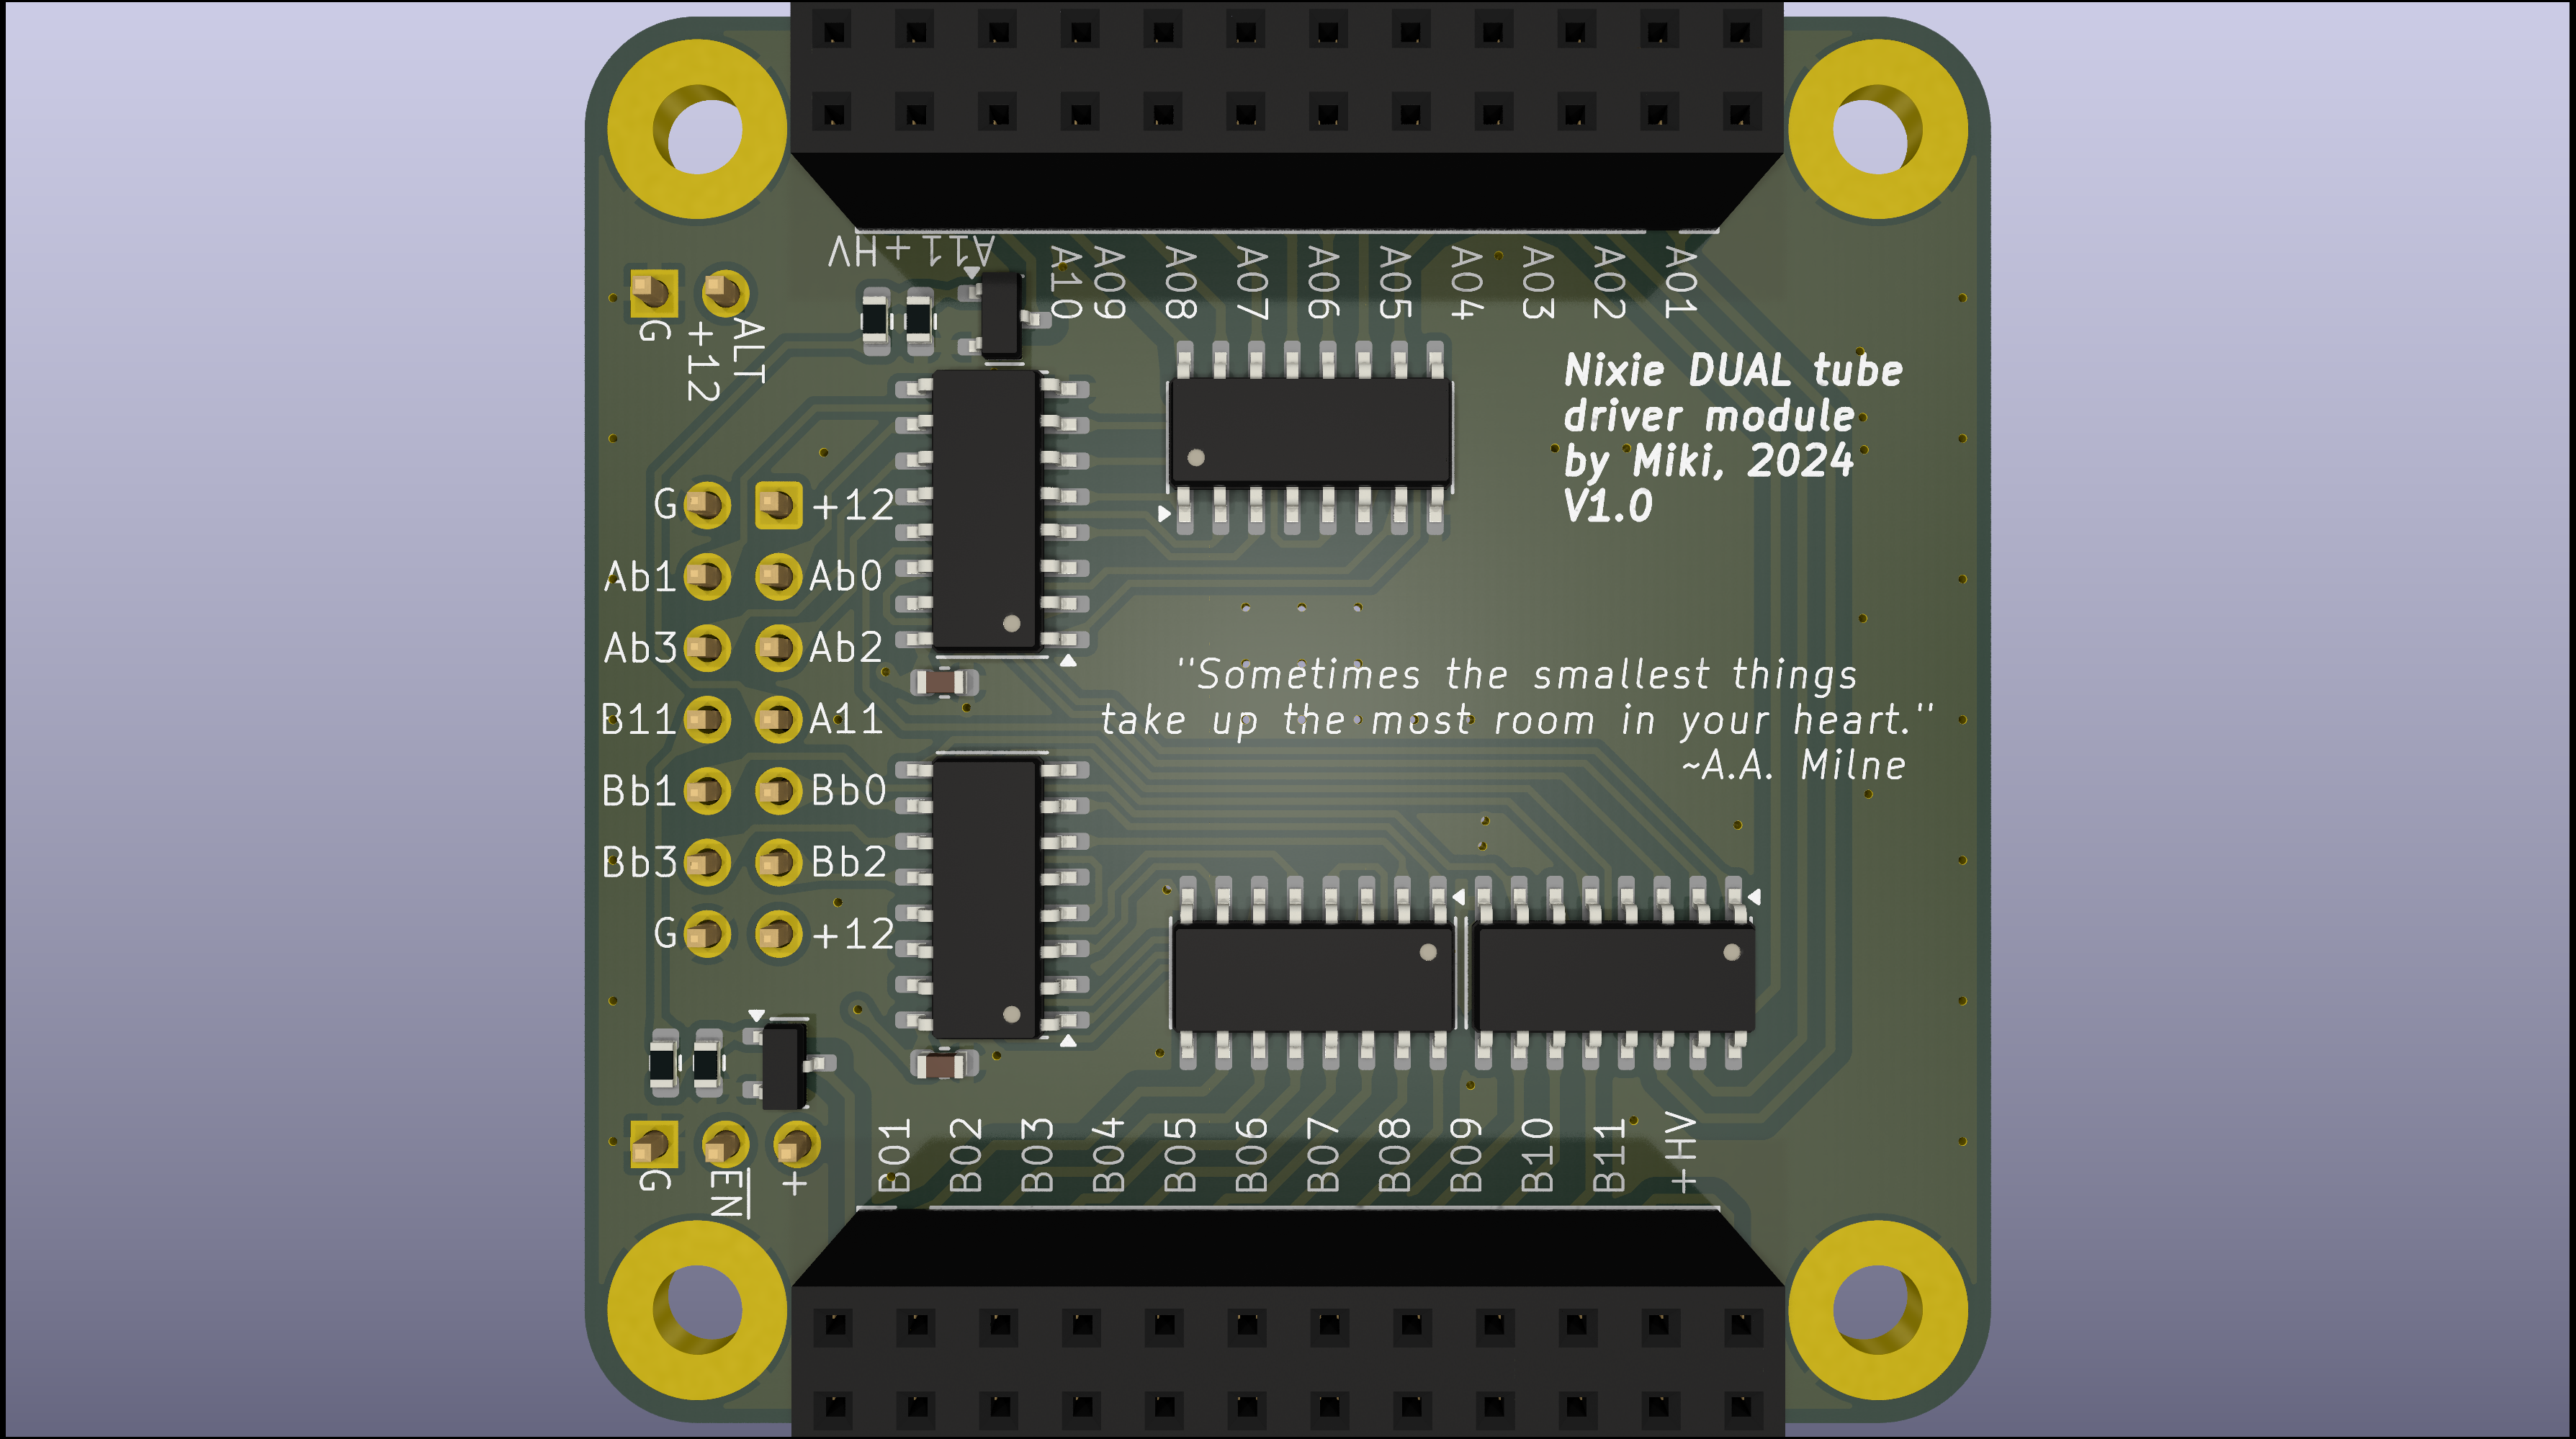 +HV
A11
A10
A09
A08
A07
A06
A05
A04
A03
A02
A01
G
+12
ALT
Nixie DUAL tube
driver module
by Miki, 2024
V1.0
G +12
Ab1 Ab0
Ab3 Ab2
B11 A11
Bb1 Bb0
Bb3 Bb2
G +12
"Sometimes the smallest things
take up the most room in your heart."
~A.A. Milne
G
EN
+
B01
B02
B03
B04
B05
B06
B07
B08
B09
B10
B11
+HV